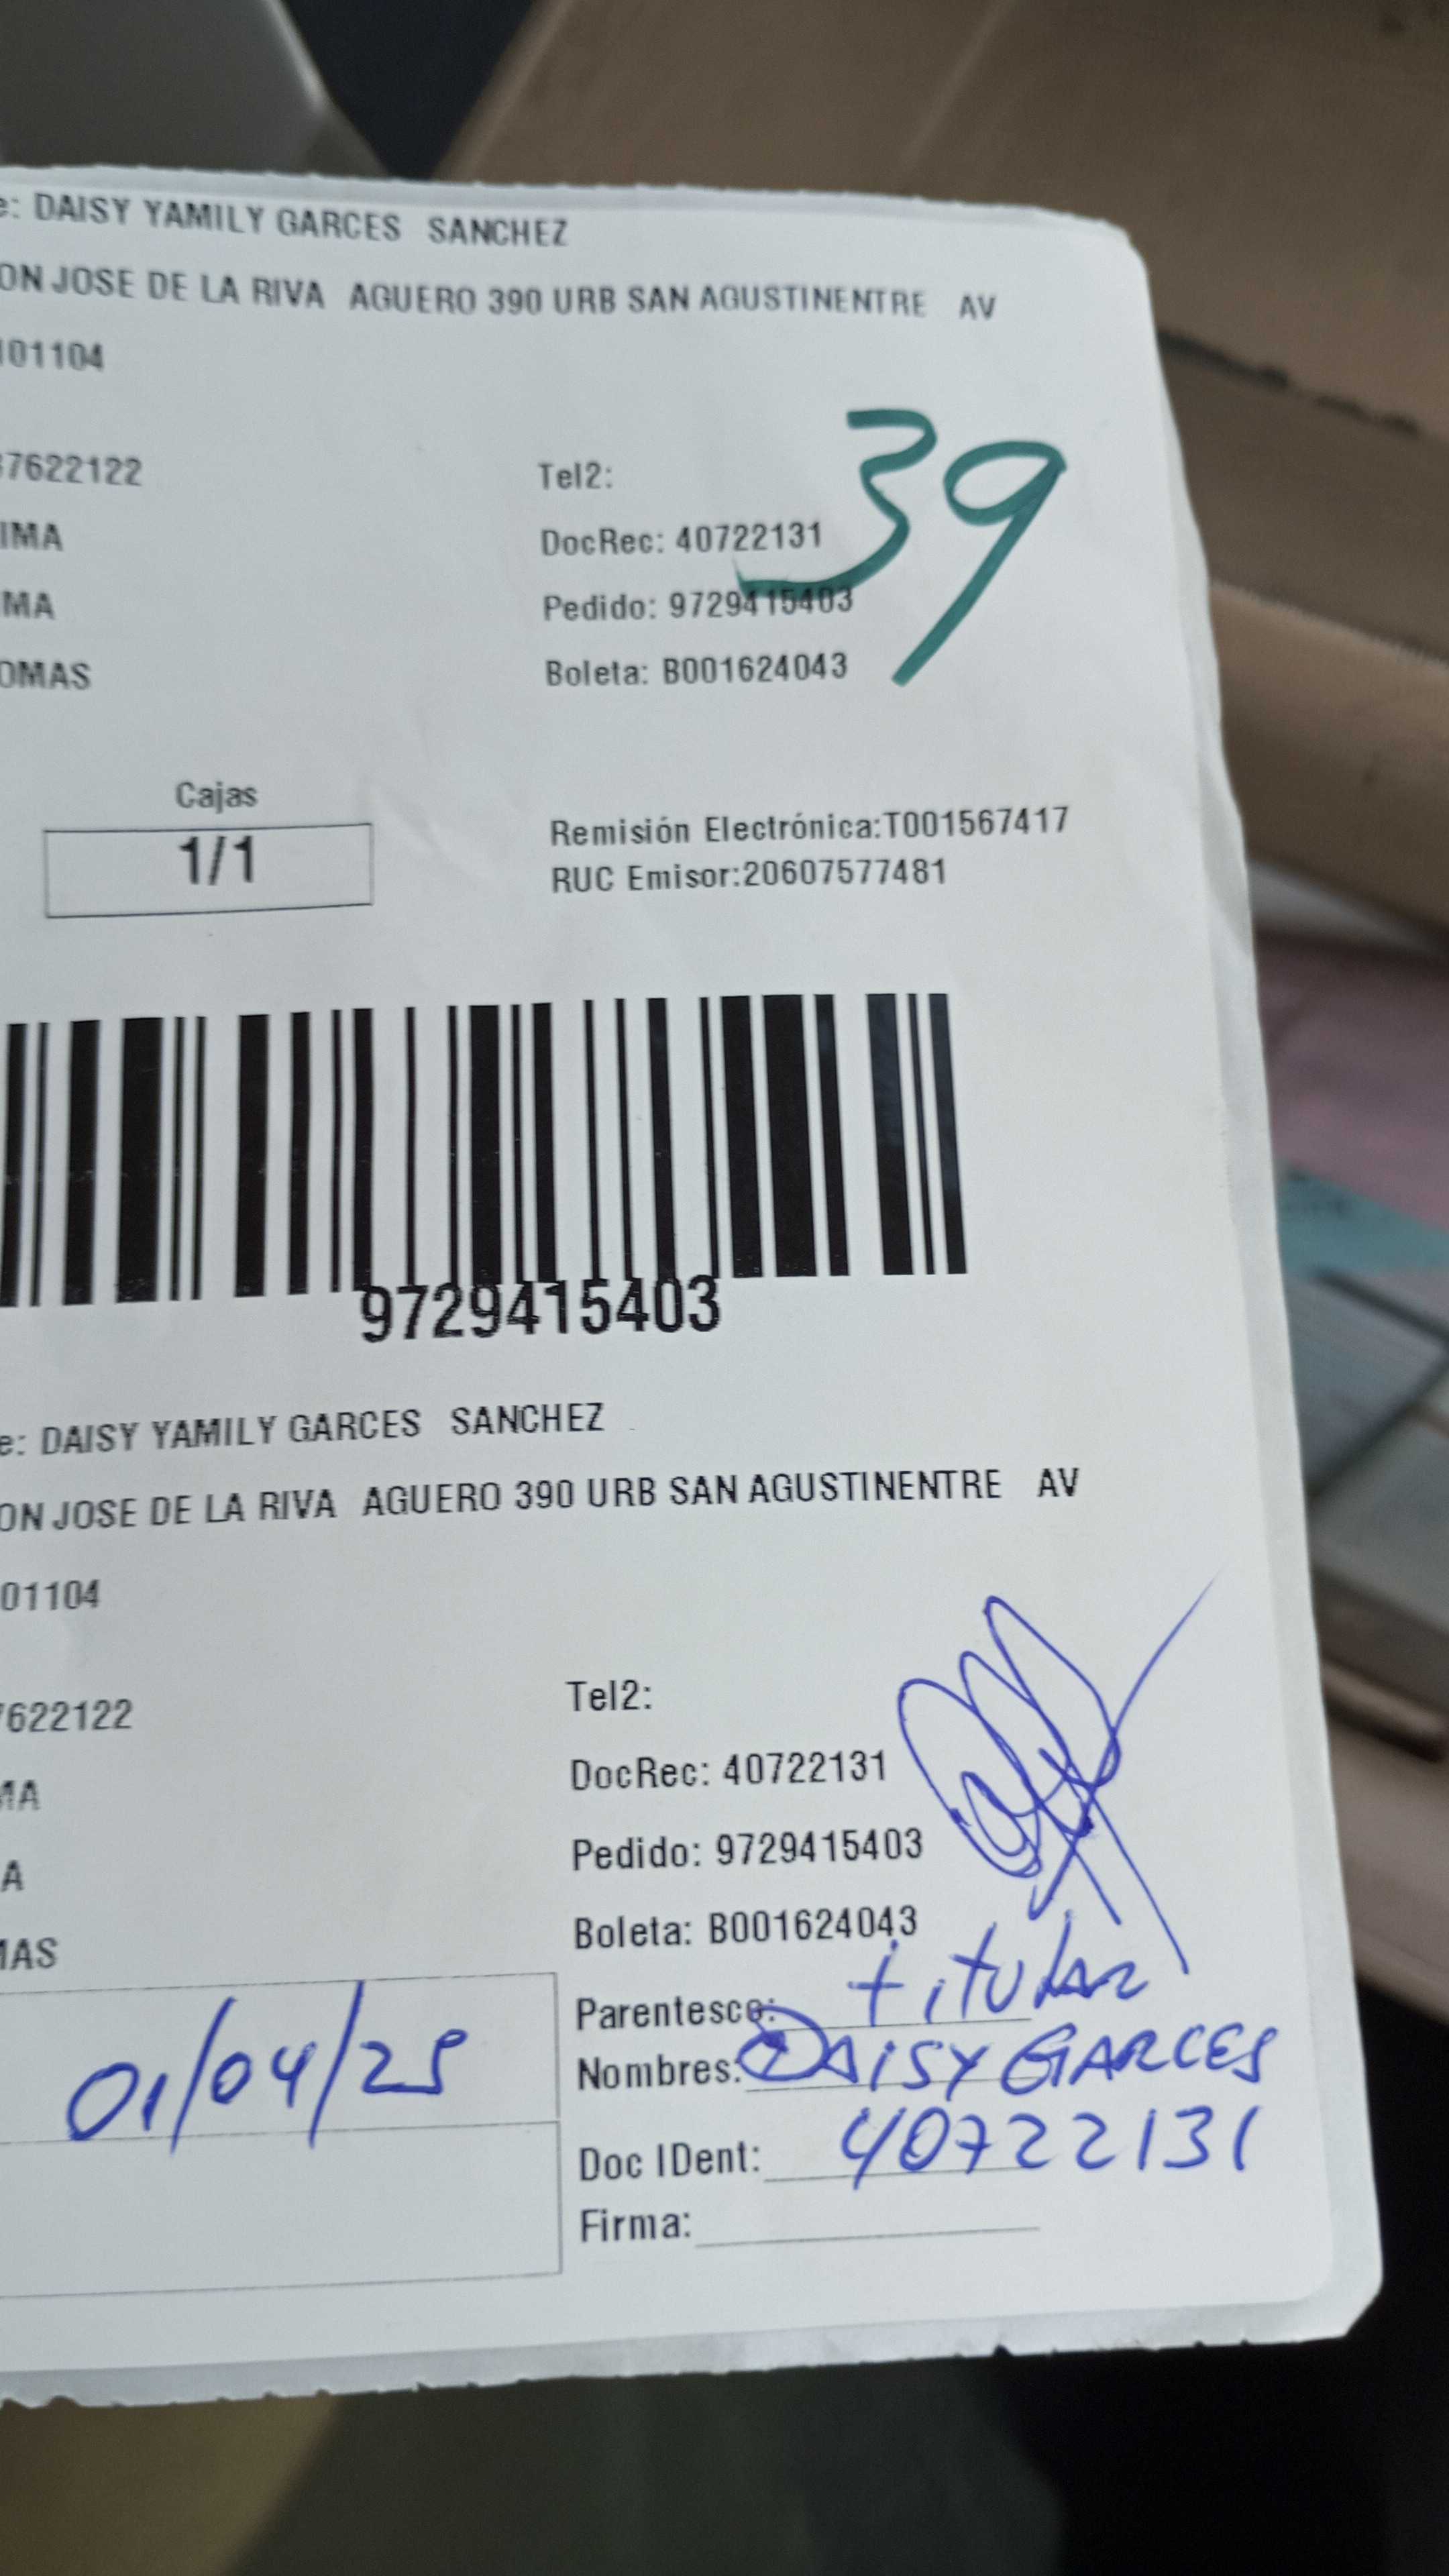 e: DAISY YAMILY GARCES SANCHEZ
ON JOSE DE LA RIVA AGUERO 390 URB SAN AGUSTINENTRE AV
101104
39
7622122 Tel2:
IMA DocRec: 40722131
MA Pedido: 9729415403
OMAS Boleta: B001624043
Cajas
1/1
Remisión Electrónica:T001567417
RUC Emisor:20607577481
9729415403
e: DAISY YAMILY GARCES SANCHEZ
ON JOSE DE LA RIVA AGUERO 390 URB SAN AGUSTINENTRE AV
01104
7622122 Tel2:
MA DocRec: 40722131
A Pedido: 9729415403
MAS Boleta: B001624043
01/04/25
Parentesco: titular
Nombres: DAISY GARCES
Doc IDent: 40722131
Firma: